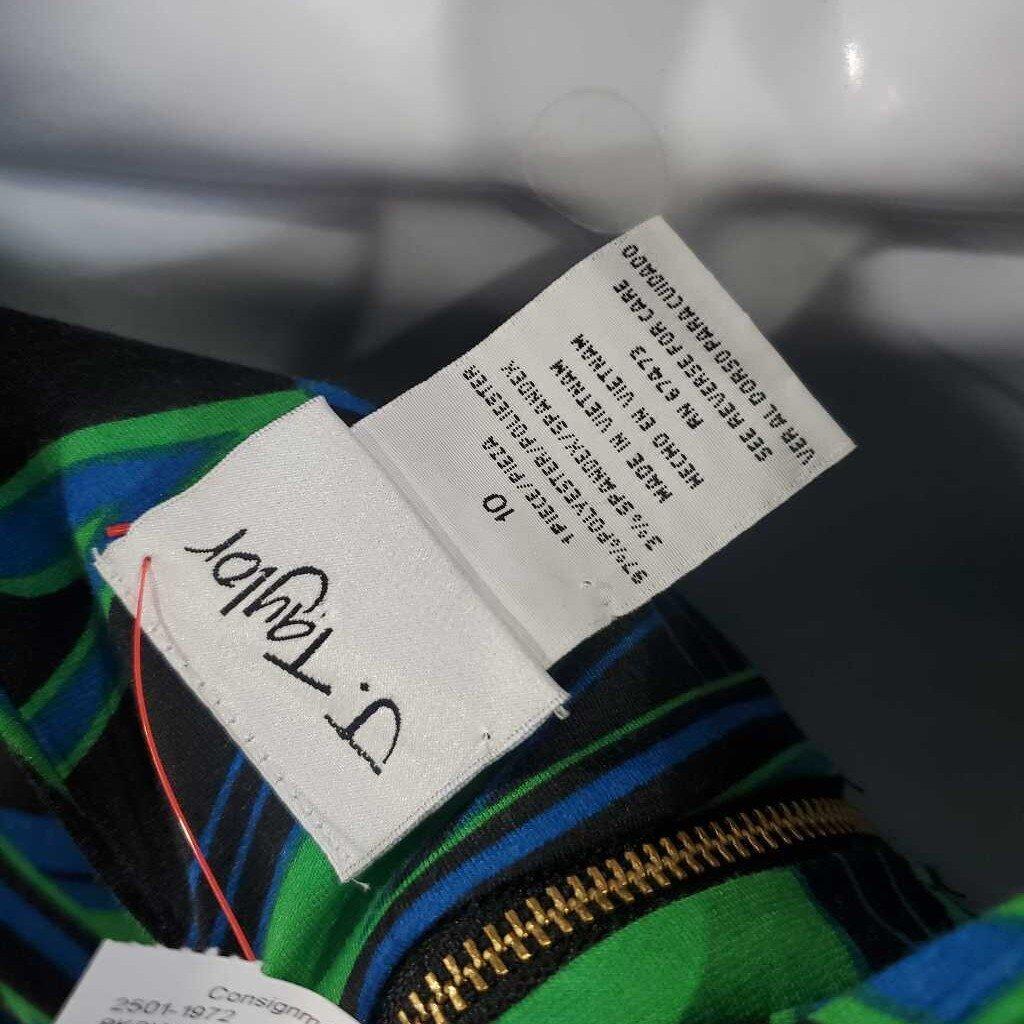 J. Taylor
10
1 PIECE/PIEZA
97% POLYESTER/POLIESTER
3% SPANDEX/SPANDEX
MADE IN VIETNAM
HECHO EN VIETNAM
RN 67473
SEE REVERSE FOR CARE
VER AL DORSO PARA CUIDADO
Consignm
2501-1972